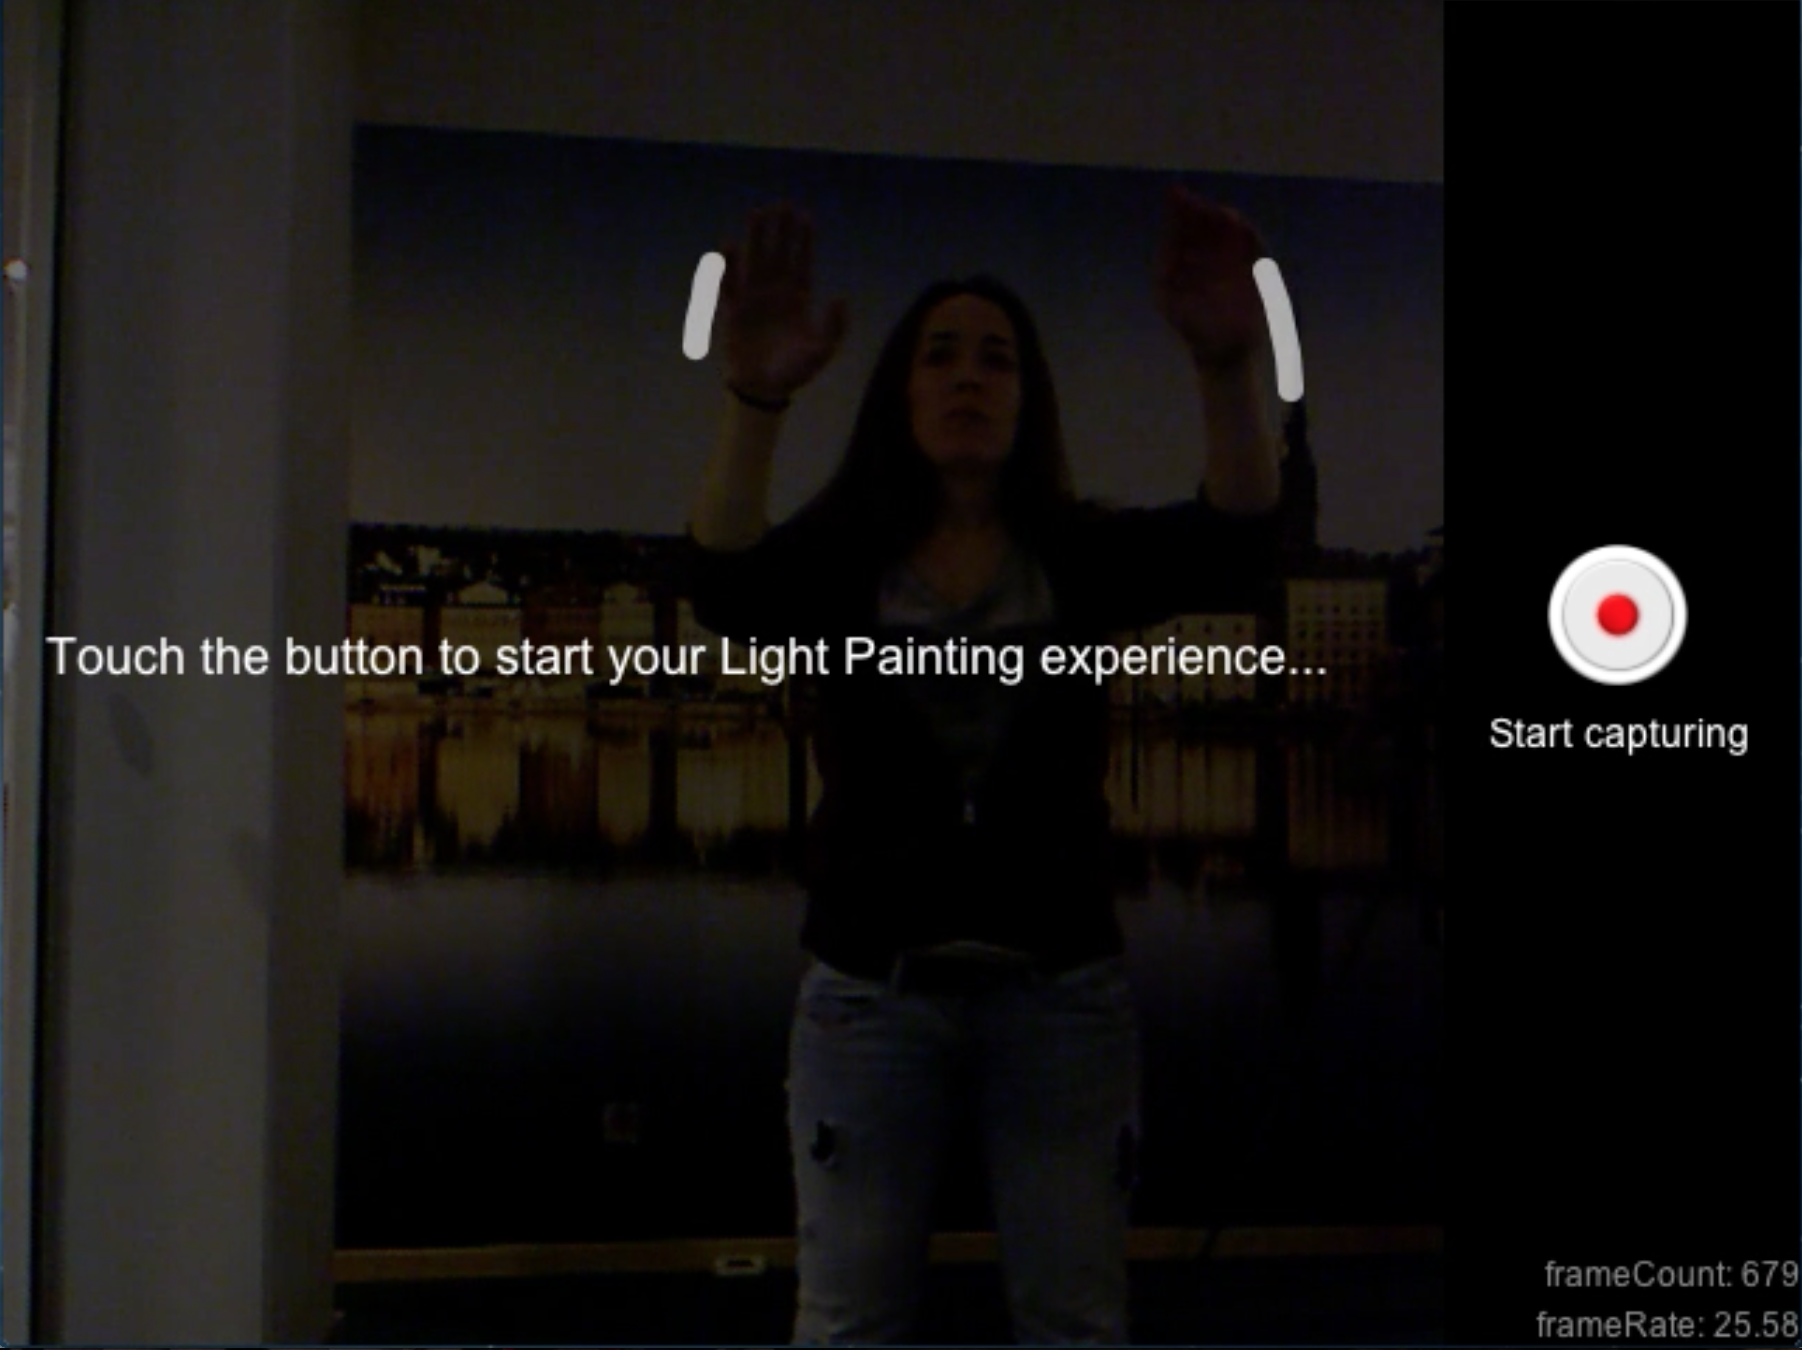 Touch the button to start your Light Painting experience...
Start capturing
frameCount: 679
frameRate: 25.58